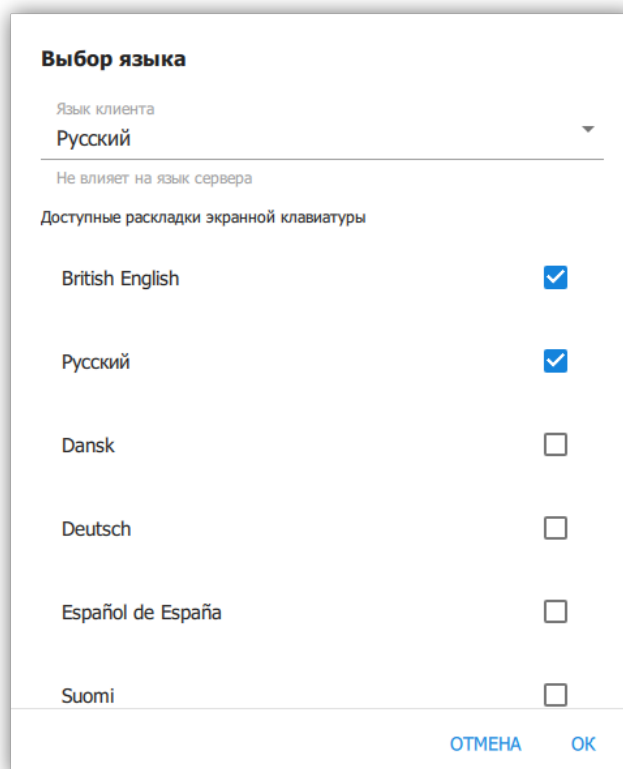 Выбор языка
Язык клиента
Русский
Не влияет на язык сервера
Доступные раскладки экранной клавиатуры
British English
Русский
Dansk
Deutsch
Español de España
Suomi
ОТМЕНА ОК